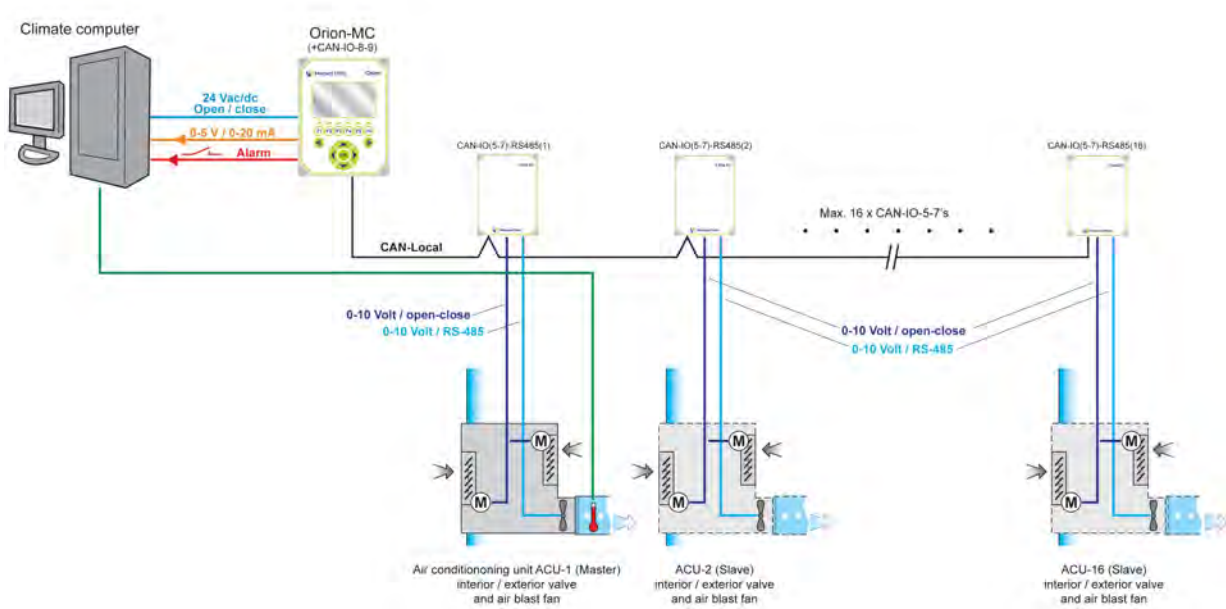 Climate computer
Orion-MC
(+CAN-IO-8-9)
24 Vac/dc
Open / close
0-5 V / 0-20 mA
Alarm
CAN-IO(5-7)-RS485(1)
CAN-IO(5-7)-RS485(2)
CAN-IO(5-7)-RS485(16)
Max. 16 x CAN-IO-5-7's
CAN-Local
0-10 Volt / open-close
0-10 Volt / RS-485
0-10 Volt / open-close
0-10 Volt / RS-485
M
M
M
M
M
M
Air conditiononing unit ACU-1 (Master)
interior / exterior valve
and air blast fan
ACU-2 (Slave)
interior / exterior valve
and air blast fan
ACU-16 (Slave)
interior / exterior valve
and air blast fan